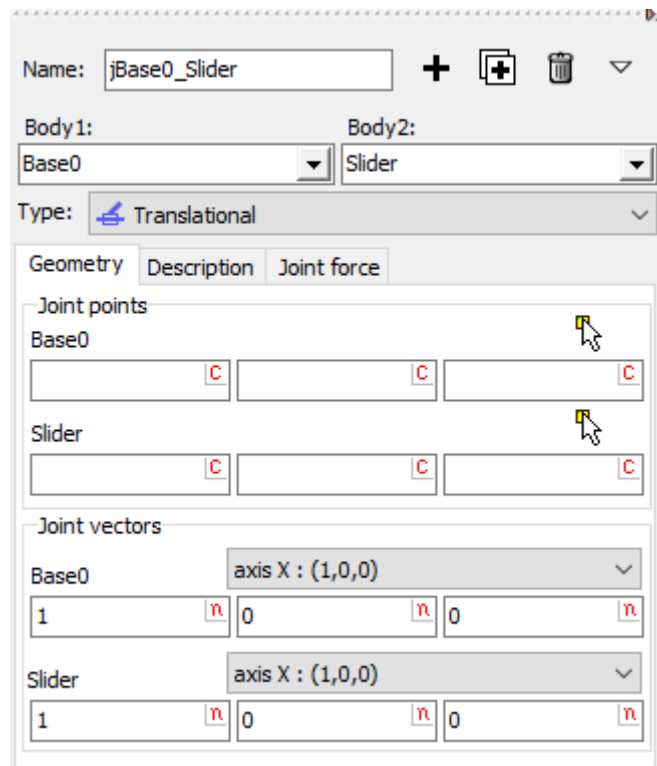 Name: jBase0_Slider
Body1: Body2:
Base0 Slider
Type: Translational
Geometry Description Joint force
Joint points
Base0
C C C
Slider
C C C
Joint vectors
Base0 axis X : (1,0,0)
1 n 0 n 0 n
Slider axis X : (1,0,0)
1 n 0 n 0 n